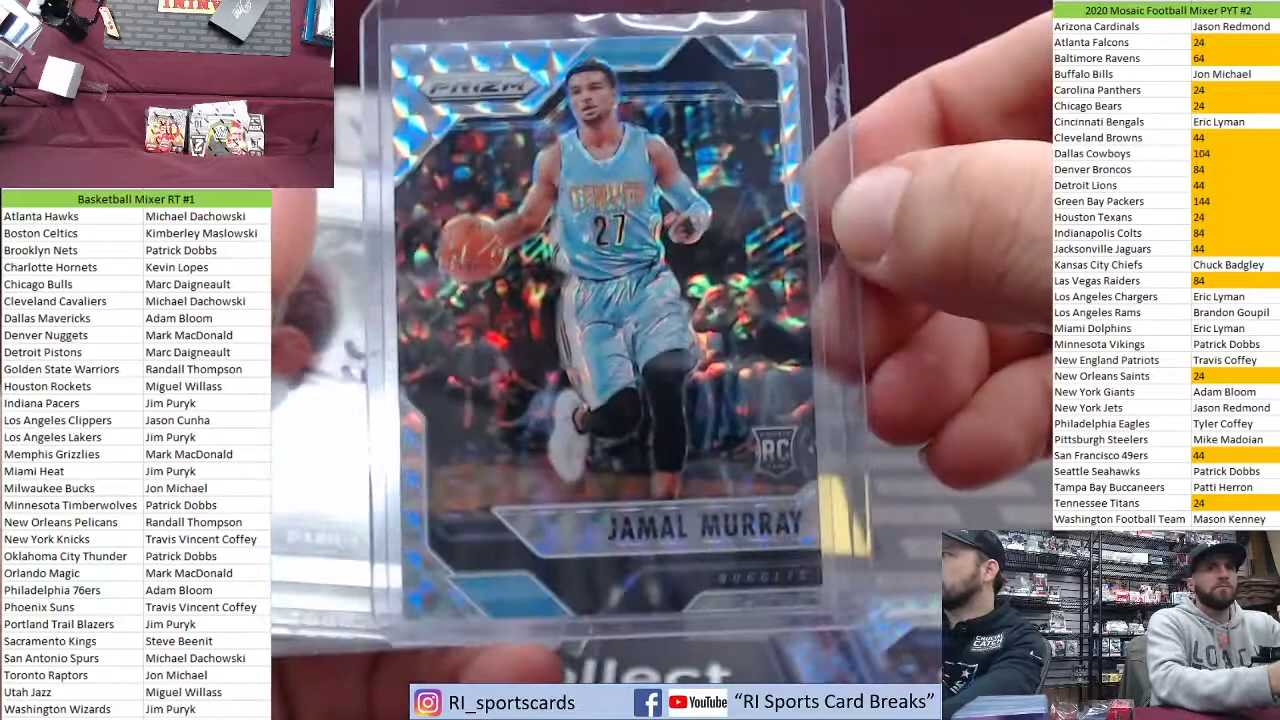 Basketball Mixer RT #1
Atlanta Hawks Michael Dachowski
Boston Celtics Kimberley Maslowski
Brooklyn Nets Patrick Dobbs
Charlotte Hornets Kevin Lopes
Chicago Bulls Marc Daigneault
Cleveland Cavaliers Michael Dachowski
Dallas Mavericks Adam Bloom
Denver Nuggets Mark MacDonald
Detroit Pistons Marc Daigneault
Golden State Warriors Randall Thompson
Houston Rockets Miguel Willass
Indiana Pacers Jim Puryk
Los Angeles Clippers Jason Cunha
Los Angeles Lakers Jim Puryk
Memphis Grizzlies Mark MacDonald
Miami Heat Jim Puryk
Milwaukee Bucks Jon Michael
Minnesota Timberwolves Patrick Dobbs
New Orleans Pelicans Randall Thompson
New York Knicks Travis Vincent Coffey
Oklahoma City Thunder Patrick Dobbs
Orlando Magic Mark MacDonald
Philadelphia 76ers Adam Bloom
Phoenix Suns Travis Vincent Coffey
Portland Trail Blazers Jim Puryk
Sacramento Kings Steve Beenit
San Antonio Spurs Michael Dachowski
Toronto Raptors Jon Michael
Utah Jazz Miguel Willass
Washington Wizards Jim Puryk
PRIZM
27
RC
JAMAL MURRAY
RI_sportscards
YouTube "RI Sports Card Breaks"
2020 Mosaic Football Mixer PYT #2
Arizona Cardinals Jason Redmond
Atlanta Falcons 24
Baltimore Ravens 64
Buffalo Bills Jon Michael
Carolina Panthers 24
Chicago Bears 24
Cincinnati Bengals Eric Lyman
Cleveland Browns 44
Dallas Cowboys 104
Denver Broncos 84
Detroit Lions 44
Green Bay Packers 144
Houston Texans 24
Indianapolis Colts 84
Jacksonville Jaguars 44
Kansas City Chiefs Chuck Badgley
Las Vegas Raiders 84
Los Angeles Chargers Eric Lyman
Los Angeles Rams Brandon Goupil
Miami Dolphins Eric Lyman
Minnesota Vikings Patrick Dobbs
New England Patriots Travis Coffey
New Orleans Saints 24
New York Giants Adam Bloom
New York Jets Jason Redmond
Philadelphia Eagles Tyler Coffey
Pittsburgh Steelers Mike Madoian
San Francisco 49ers 44
Seattle Seahawks Patrick Dobbs
Tampa Bay Buccaneers Patti Herron
Tennessee Titans 24
Washington Football Team Mason Kenney